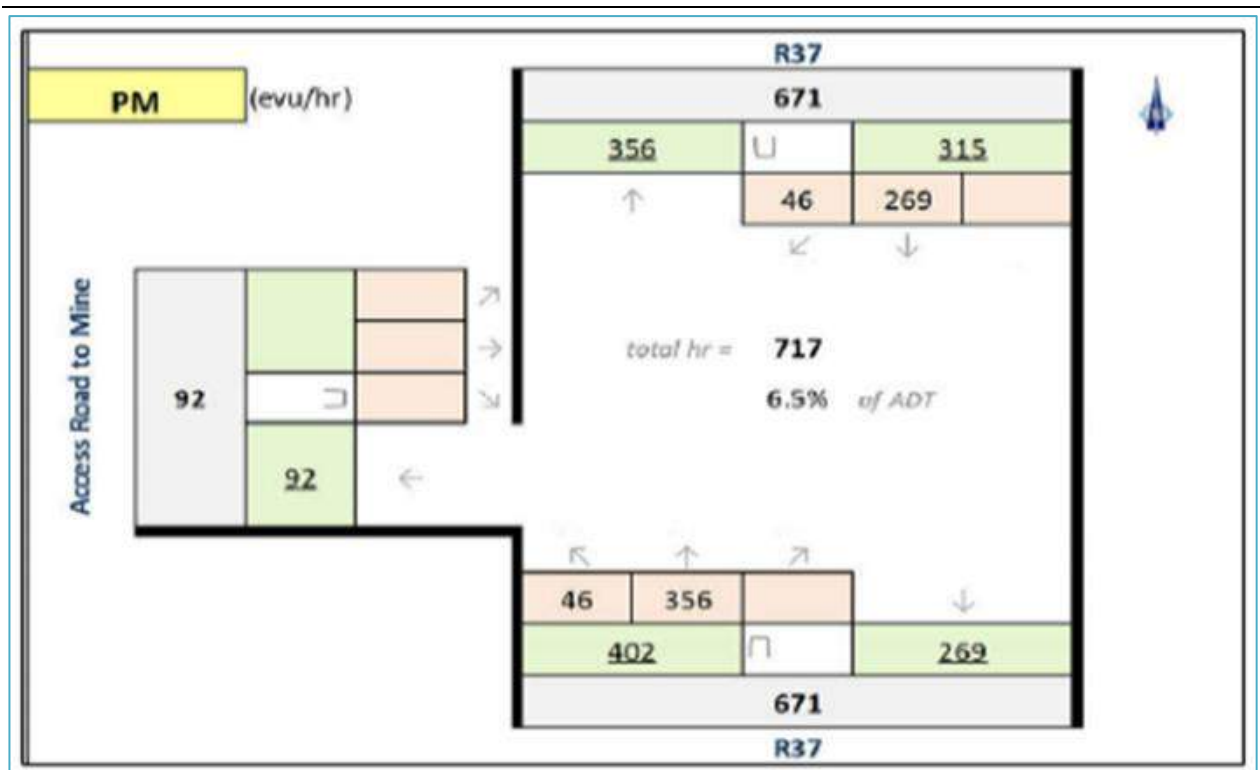 R37
PM (evu/hr)
671
356 315
46 269
Access Road to Mine
total hr = 717
92
6.5% of ADT
92
46 356
402 269
671
R37